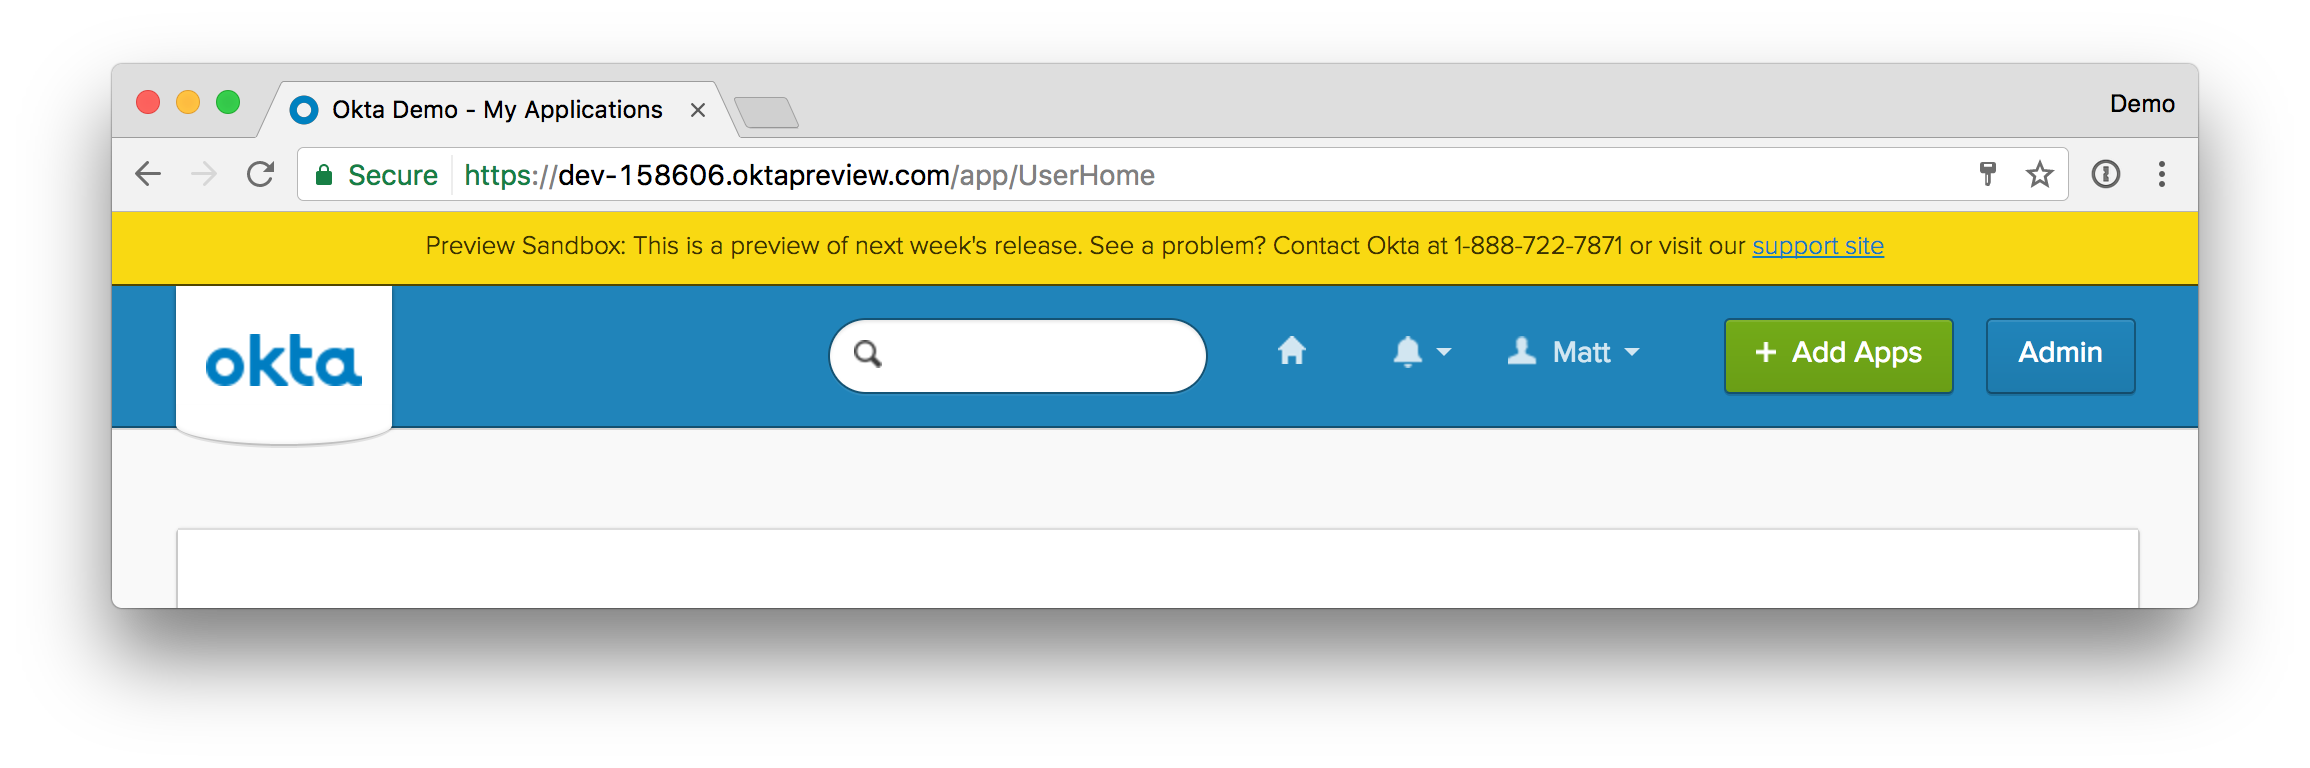 Okta Demo - My Applications
Demo
Secure
https://dev-158606.oktapreview.com/app/UserHome
Preview Sandbox: This is a preview of next week's release. See a problem? Contact Okta at 1-888-722-7871 or visit our support site
okta
Matt
+ Add Apps
Admin